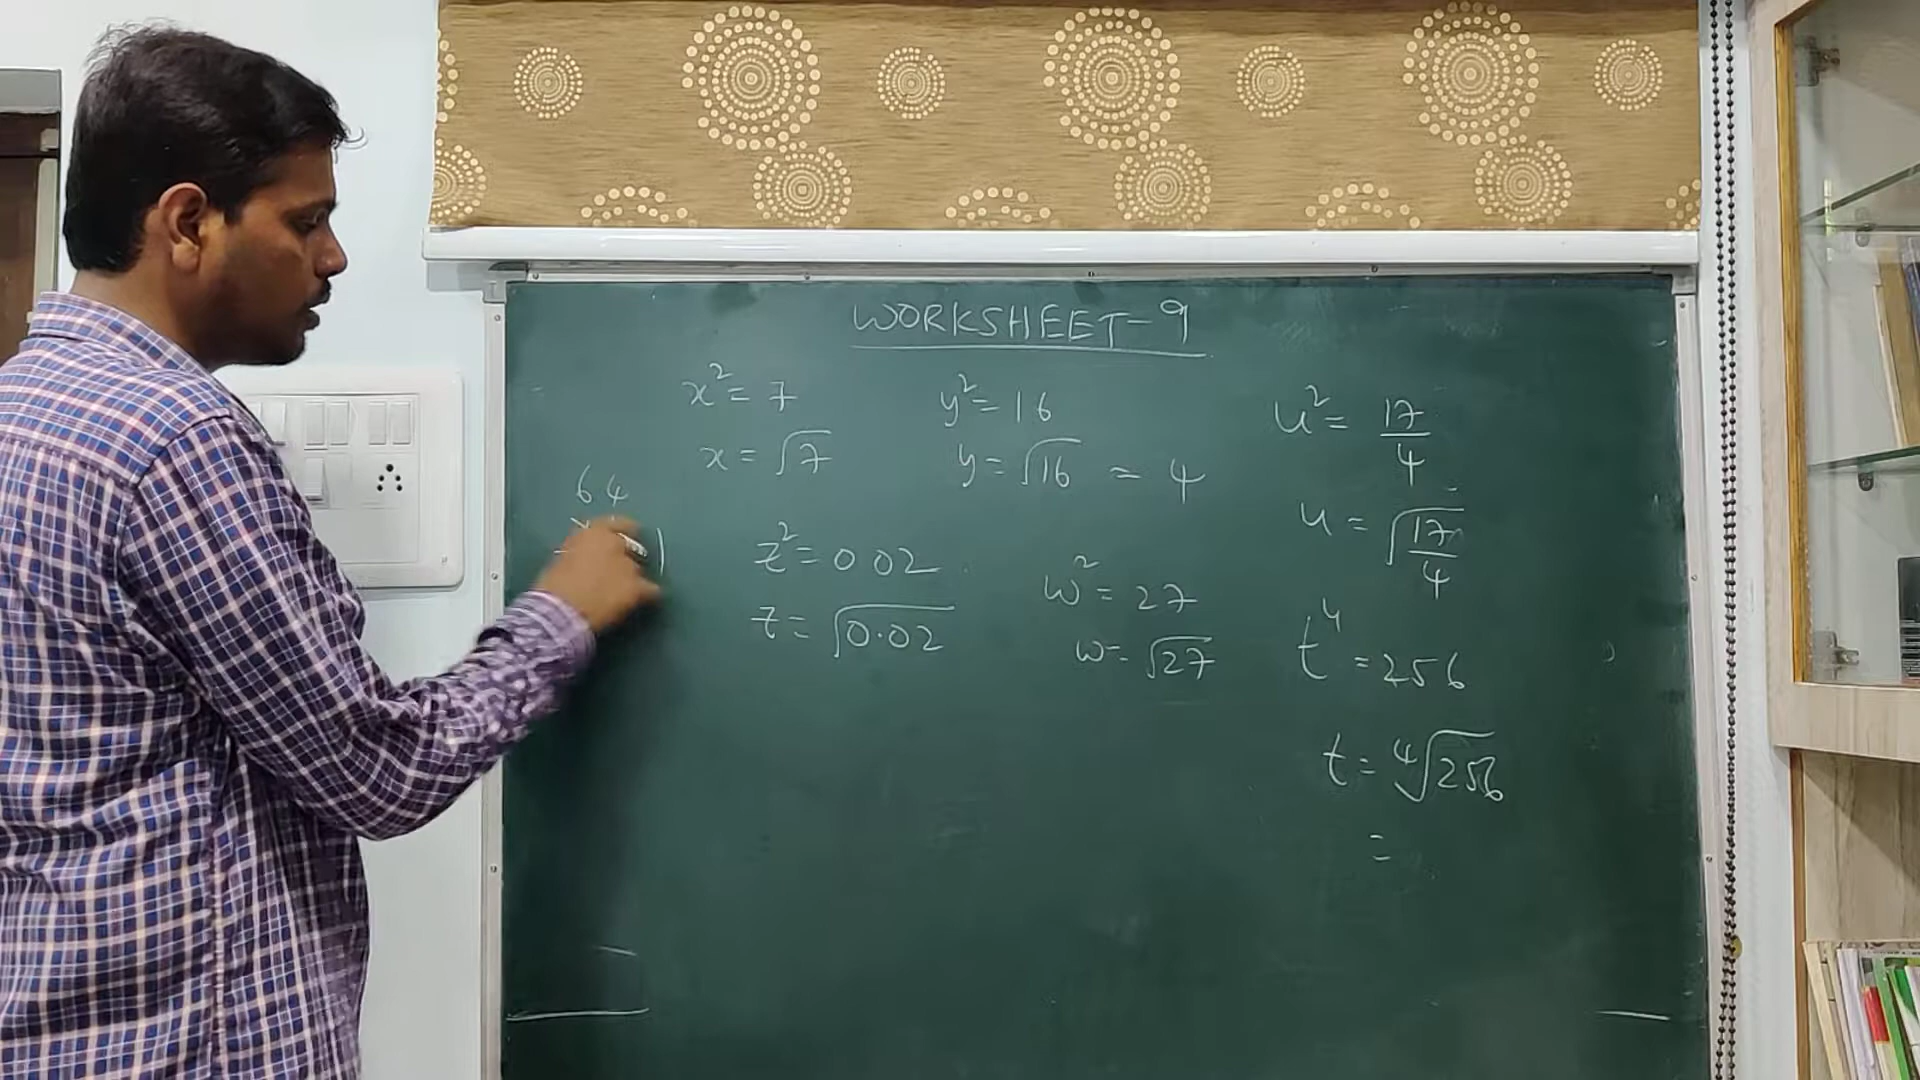 WORKSHEET-9
x² = 7
x = √7
y² = 16
y = √16 = 4
u² = 17/4
u = √(17/4)
64
z² = 0.02
z = √0.02
w² = 27
w = √27
t⁴ = 256
t = ⁴√256
=